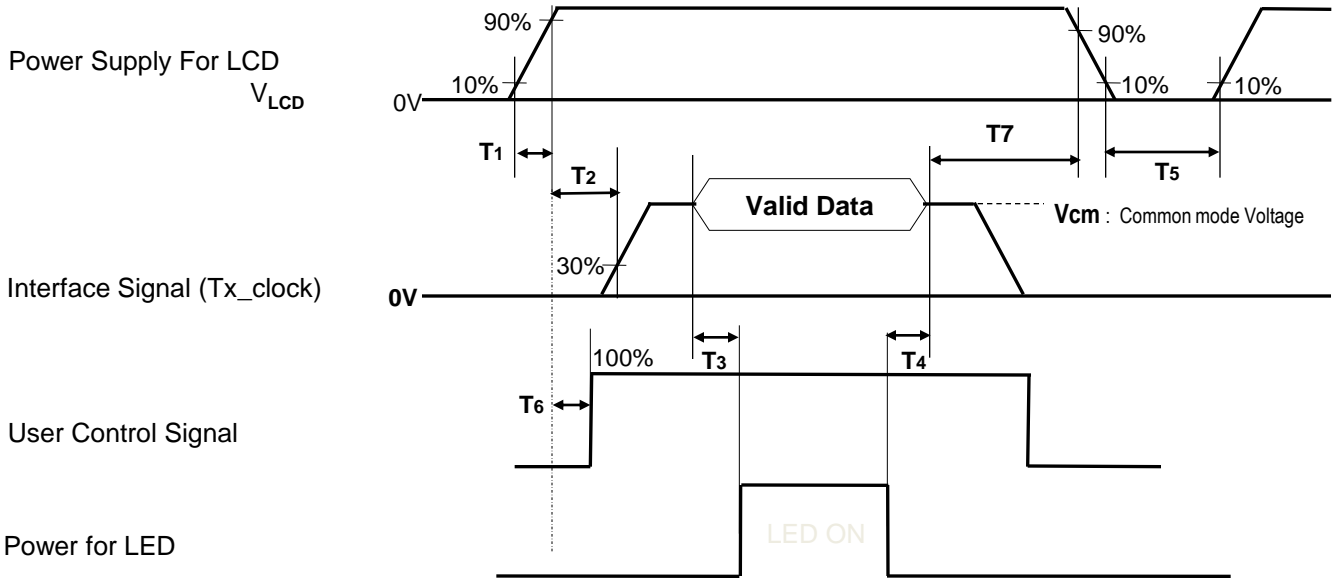 90%
90%
Power Supply For LCD
VLCD
10%
10%
10%
0V
T1
T2
T7
T5
Valid Data
Vcm : Common mode Voltage
30%
Interface Signal (Tx_clock)
0V
100%
T3
T4
T6
User Control Signal
LED ON
Power for LED